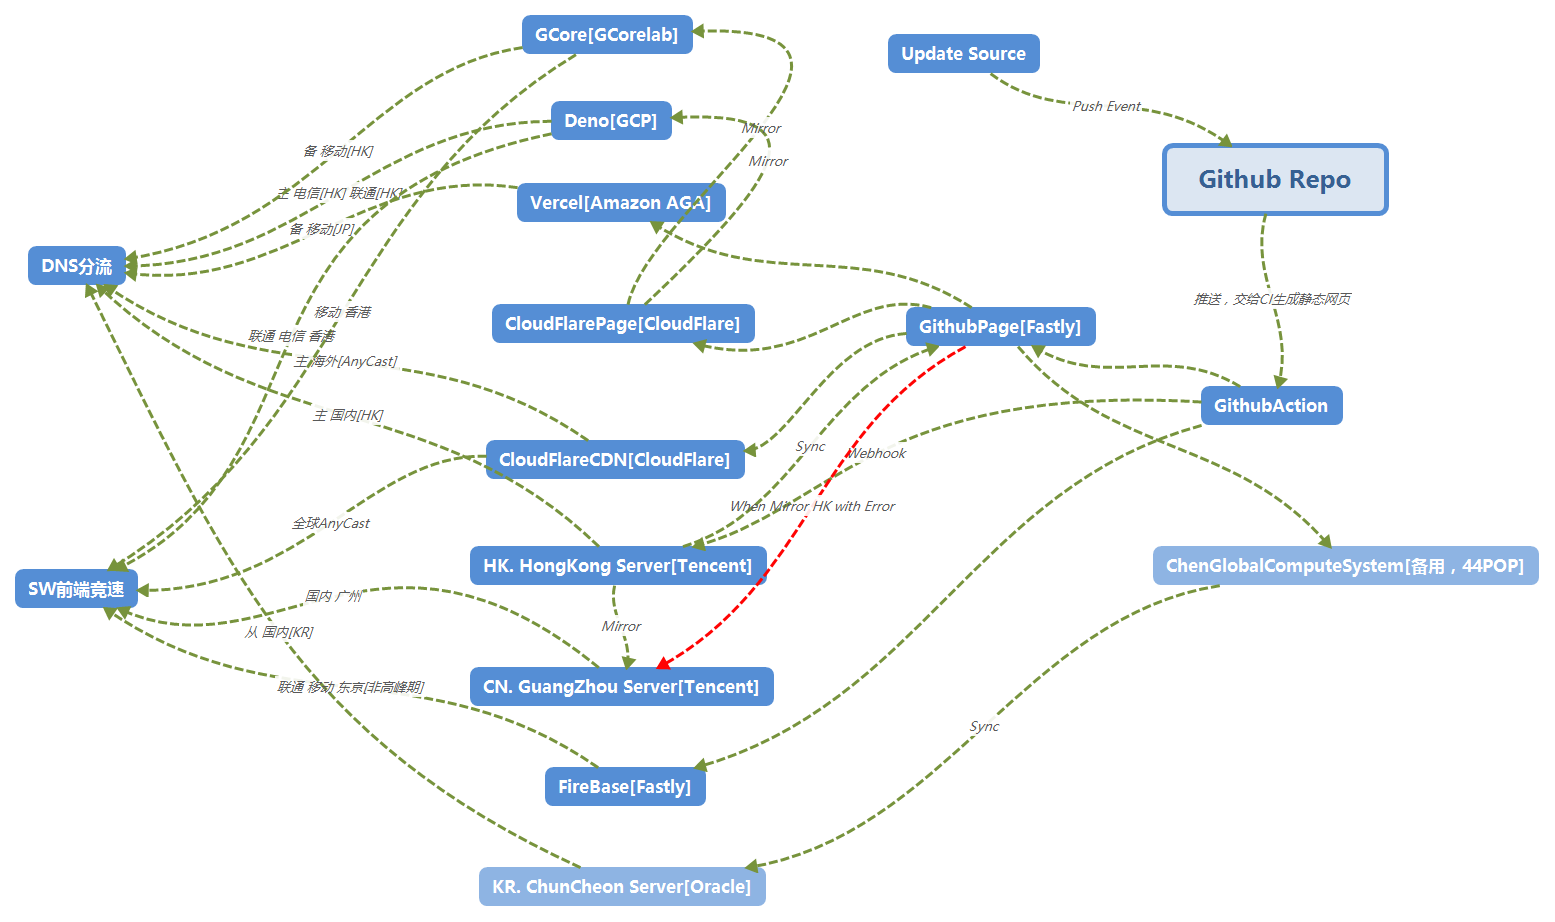 GCore[GCorelab]
Update Source
Push Event
Deno[GCP]
Mirror
Mirror
备 移动[HK]
Github Repo
主 电信[HK] 联通[HK]
Vercel[Amazon AGA]
备 移动[JP]
DNS分流
推送，交给CI生成静态网页
移动 香港
CloudFlarePage[CloudFlare]
GithubPage[Fastly]
联通 电信 香港
主 海外[AnyCast]
GithubAction
主 国内[HK]
Sync
Webhook
CloudFlareCDN[CloudFlare]
When Mirror HK with Error
全球AnyCast
HK. HongKong Server[Tencent]
ChenGlobalComputeSystem[备用，44POP]
SW前端竞速
国内 广州
Mirror
从 国内[KR]
CN. GuangZhou Server[Tencent]
联通 移动 东京[非高峰期]
Sync
FireBase[Fastly]
KR. ChunCheon Server[Oracle]